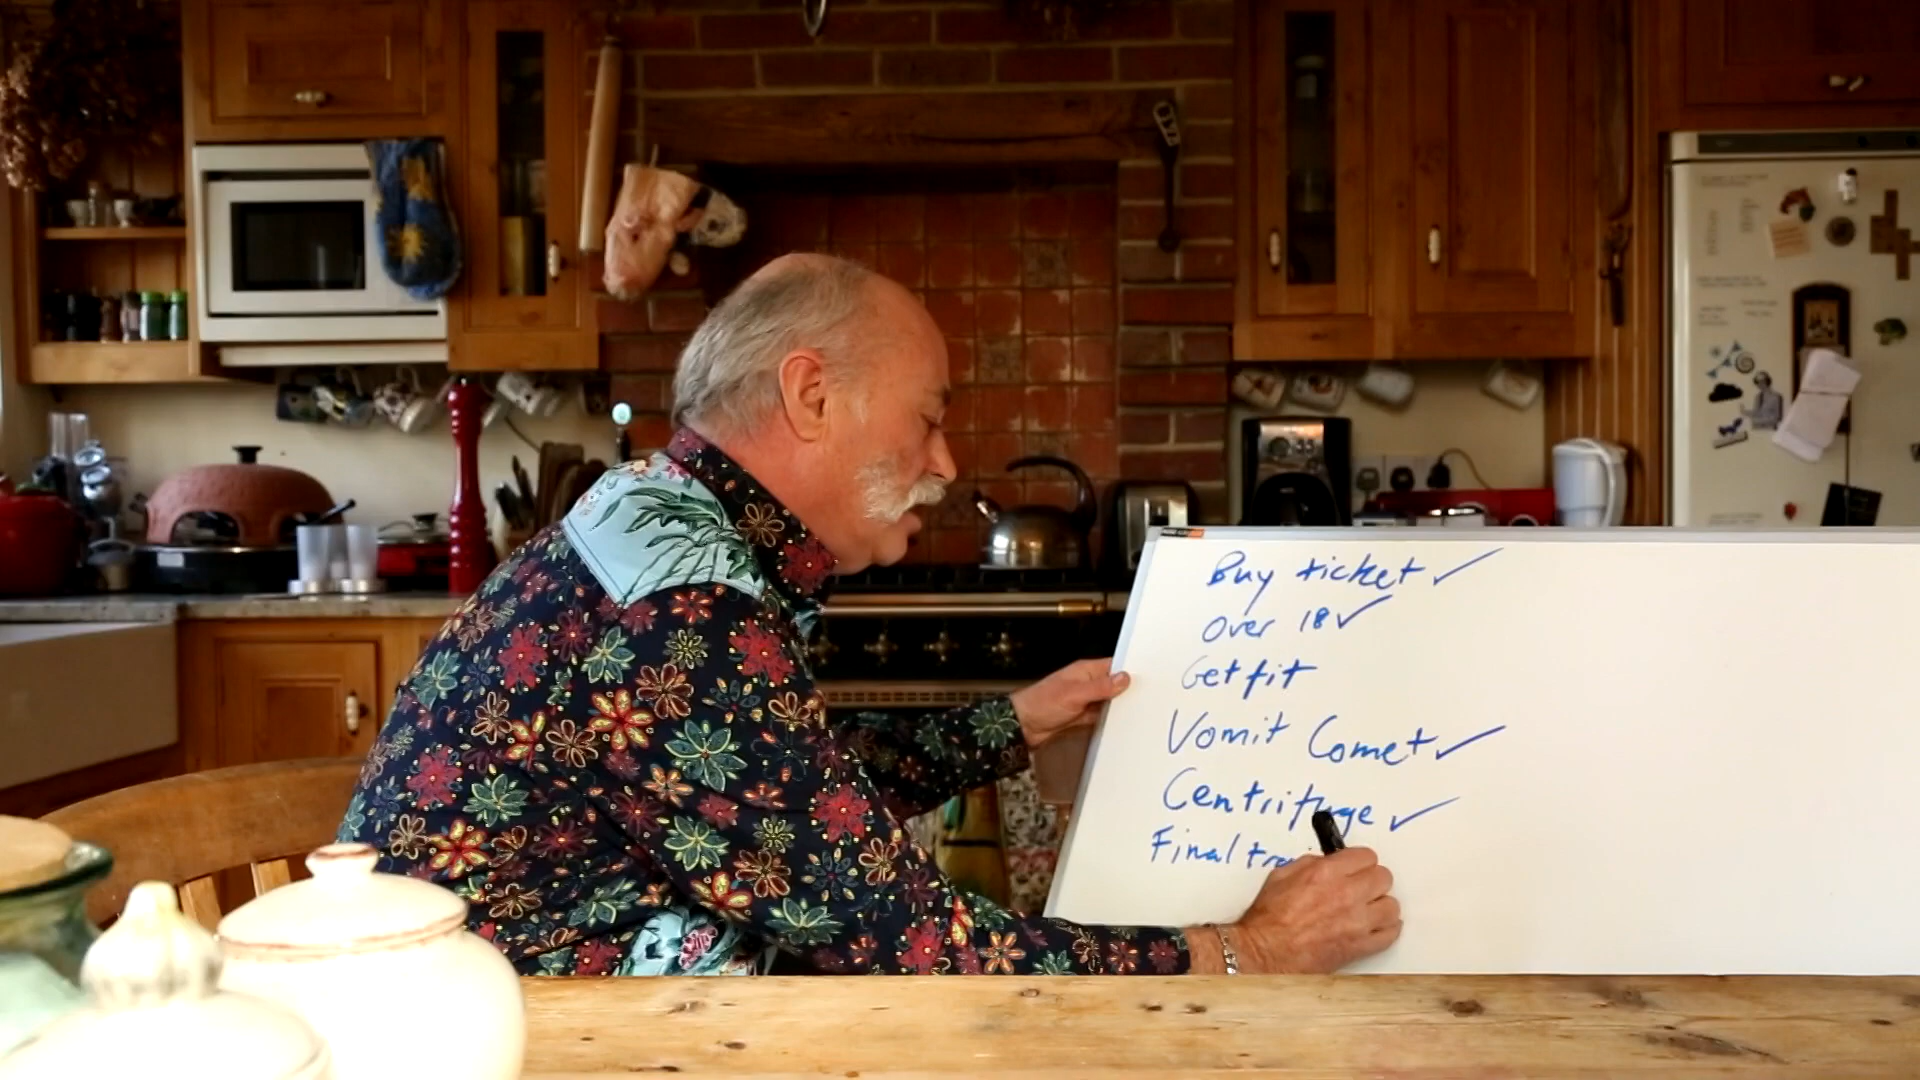 Buy ticket ✓
Over 18 ✓
Get fit
Vomit Comet ✓
Centrifuge ✓
Final